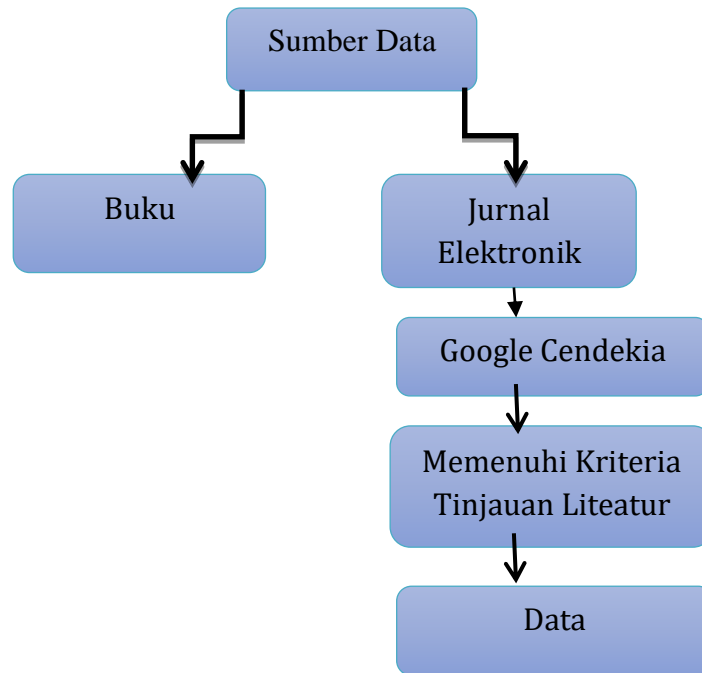 Sumber Data
Buku
Jurnal
Elektronik
Google Cendekia
Memenuhi Kriteria
Tinjauan Liteatur
Data